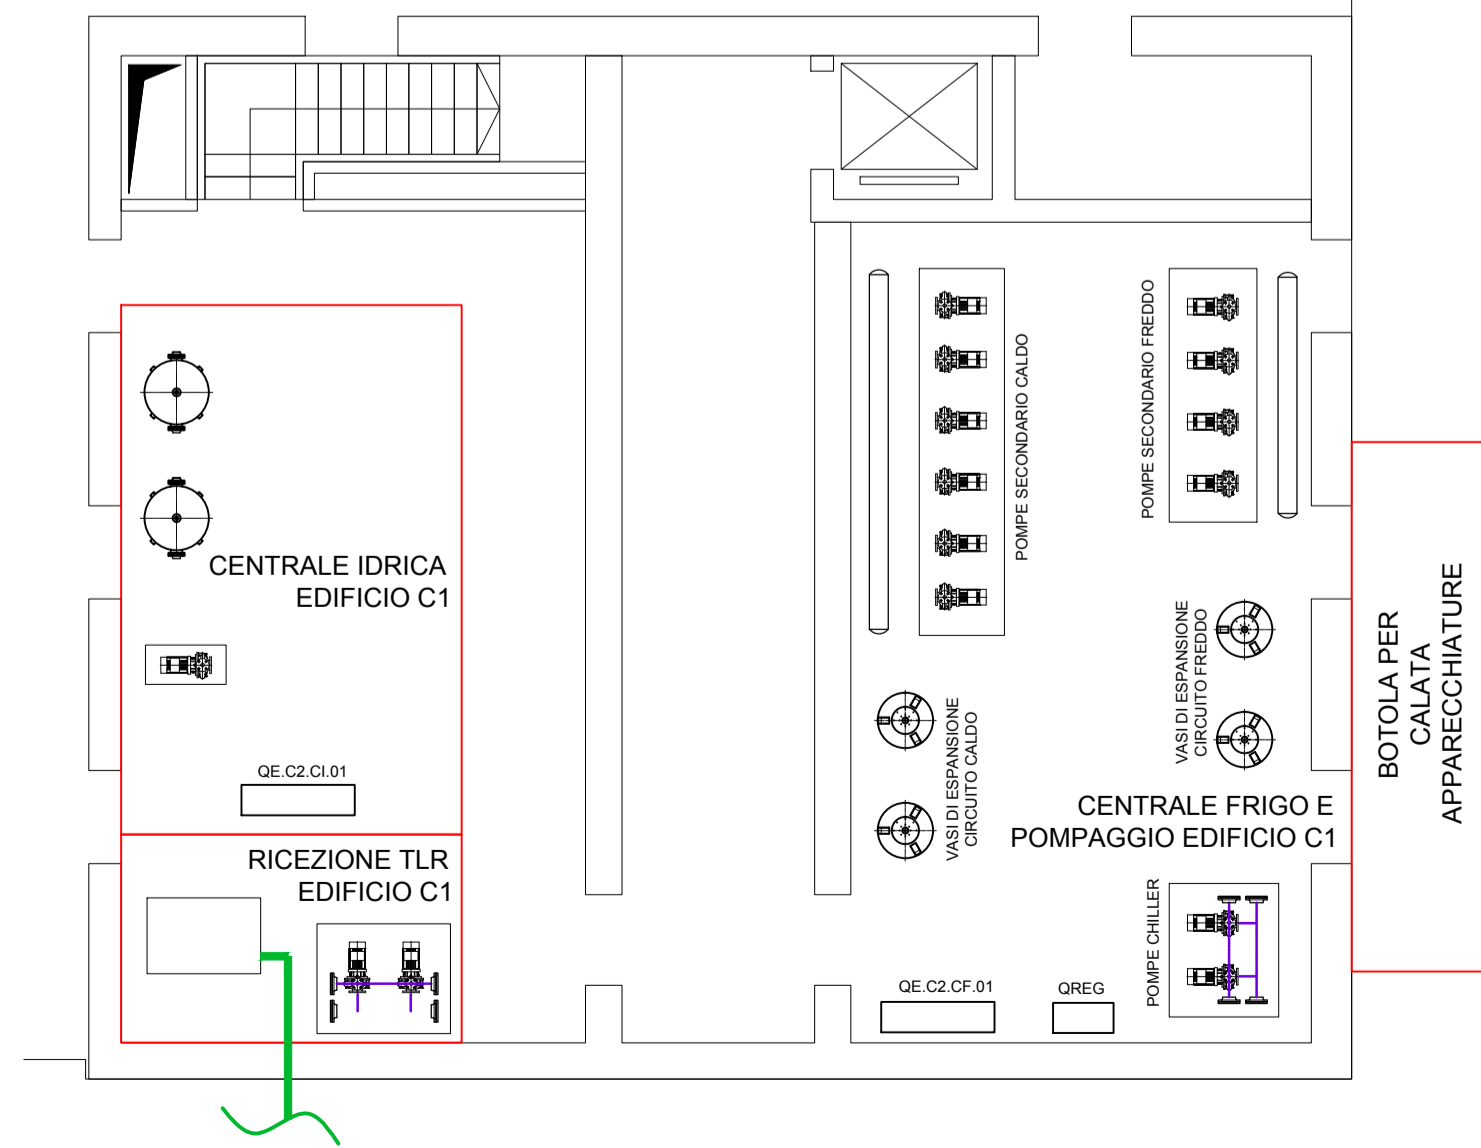 CENTRALE IDRICA
EDIFICIO C1
QE.C2.CI.01
RICEZIONE TLR
EDIFICIO C1
POMPE SECONDARIO CALDO
POMPE SECONDARIO FREDDO
VASI DI ESPANSIONE
CIRCUITO CALDO
VASI DI ESPANSIONE
CIRCUITO FREDDO
CENTRALE FRIGO E
POMPAGGIO EDIFICIO C1
POMPE CHILLER
QE.C2.CF.01
QREG
BOTOLA PER
CALATA
APPARECCHIATURE